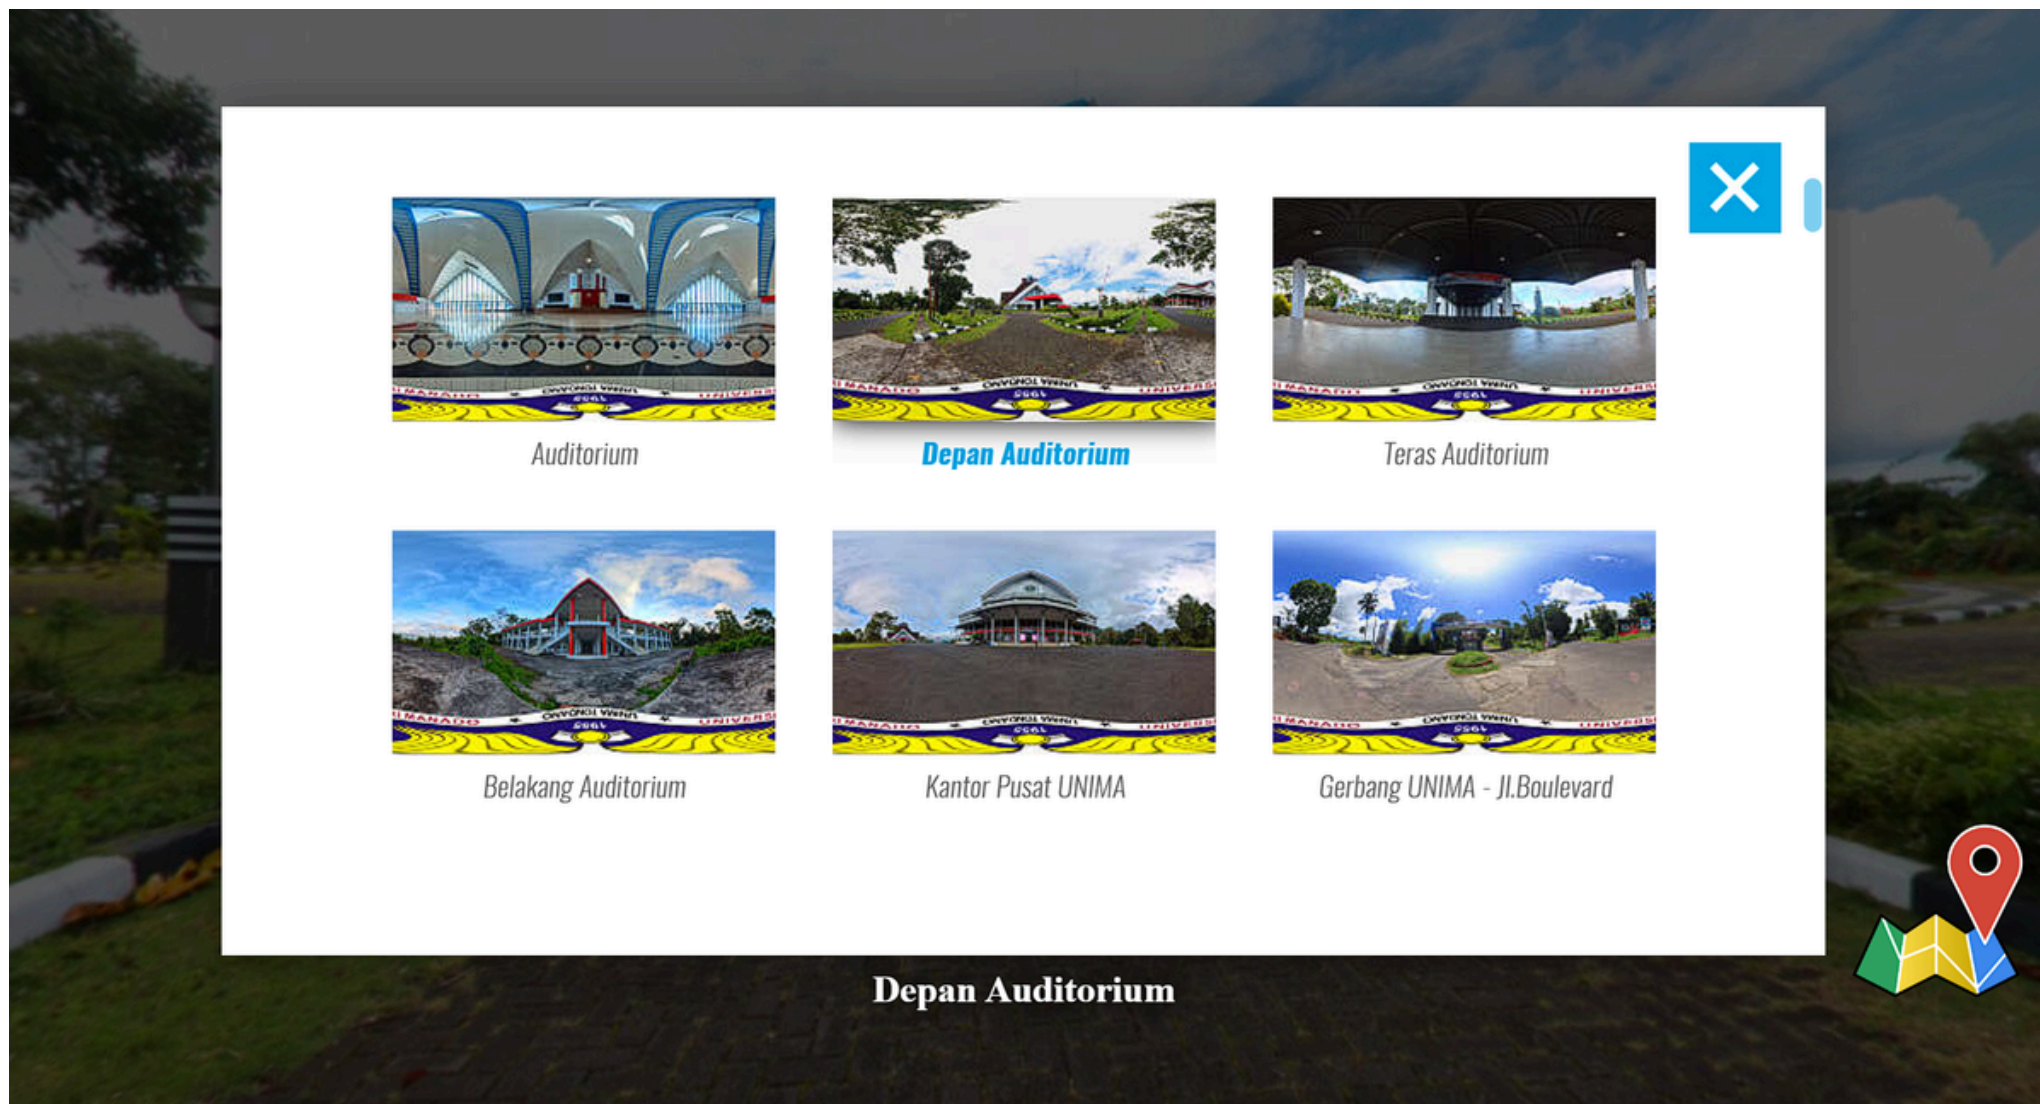 Auditorium
Depan Auditorium
Teras Auditorium
Belakang Auditorium
Kantor Pusat UNIMA
Gerbang UNIMA - Jl.Boulevard
Depan Auditorium